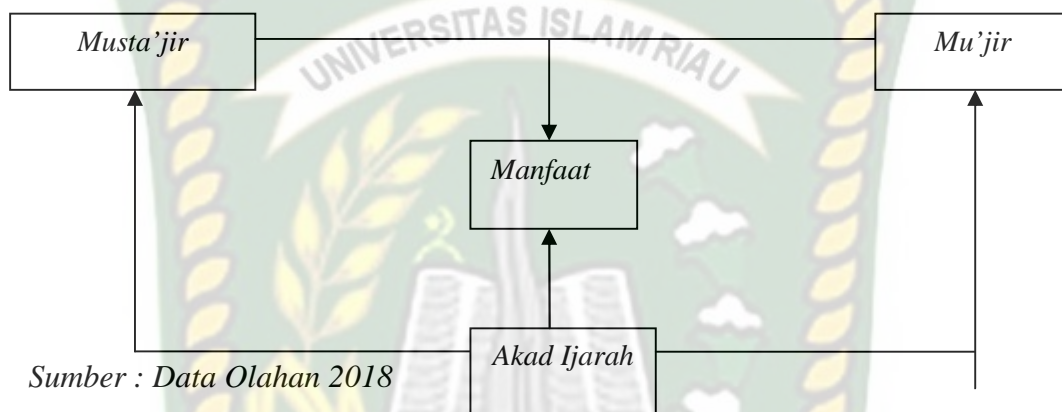 UNIVERSITAS ISLAM RIAU
Musta’jir
Mu’jir
Manfaat
Akad Ijarah
Sumber : Data Olahan 2018